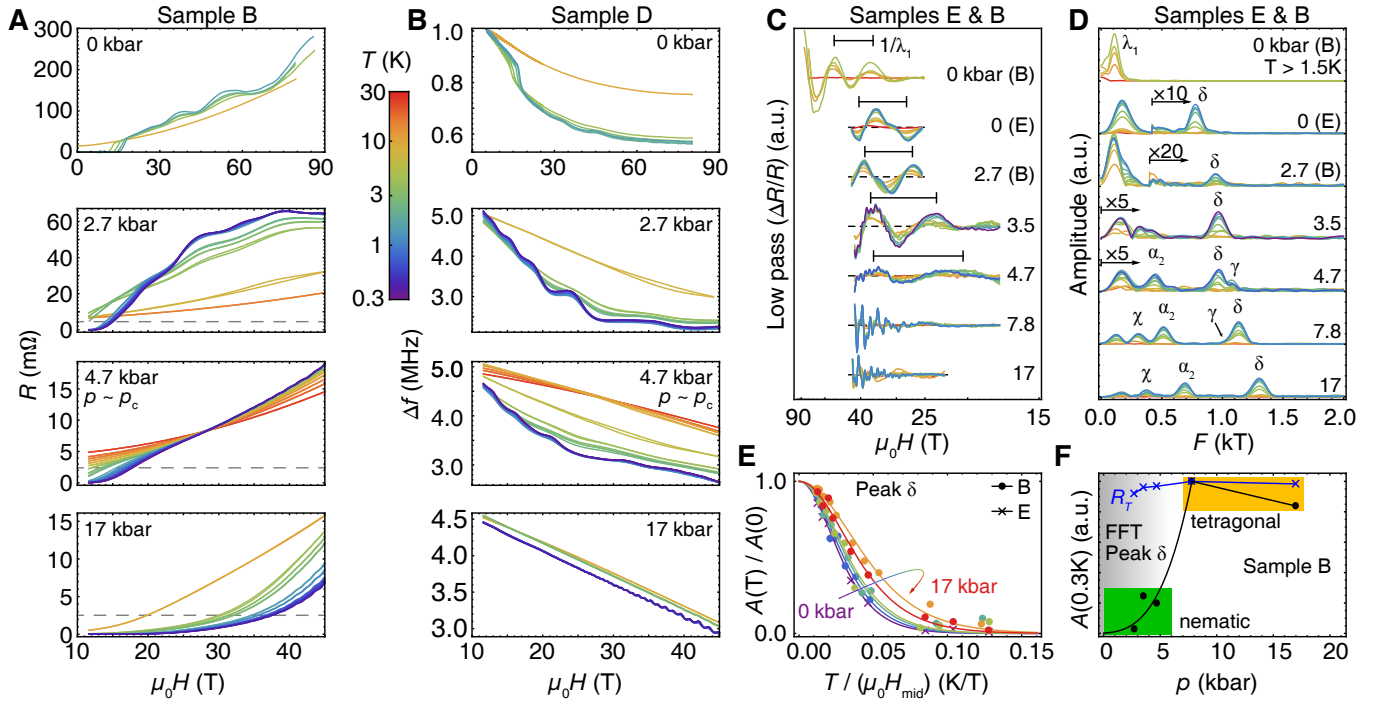 A
Sample B
0 kbar
300
200
100
0
0
30
60
90
2.7 kbar
60
40
20
0
4.7 kbar
p ~ pc
15
10
5
0
17 kbar
15
10
5
0
10
20
30
40
R (mΩ)
μ0H (T)
T (K)
30
10
3
1
0.3
B
Sample D
0 kbar
1.0
0.8
0.6
0
30
60
90
2.7 kbar
5.0
4.0
3.0
4.7 kbar
p ~ pc
5.0
4.0
3.0
17 kbar
4.5
4.0
3.5
3.0
10
20
30
40
Δf (MHz)
μ0H (T)
C
Samples E & B
1/λ1
0 kbar (B)
0 (E)
2.7 (B)
3.5
4.7
7.8
17
90
40
25
15
Low pass (ΔR/R) (a.u.)
μ0H (T)
D
Samples E & B
λ1
0 kbar (B)
T > 1.5K
×10
δ
0 (E)
×20
δ
2.7 (B)
×5
δ
3.5
×5
α2
δ
γ
4.7
χ
α2
γ
δ
7.8
χ
α2
δ
17
0.0
0.5
1.0
1.5
2.0
Amplitude (a.u.)
F (kT)
E
1.0
Peak δ
B
E
17 kbar
0 kbar
0.0
0.00
0.05
0.10
0.15
A(T) / A(0)
T / (μ0Hmid) (K/T)
F
RT
FFT
Peak δ
tetragonal
Sample B
nematic
0
5
10
15
20
A(0.3K) (a.u.)
p (kbar)